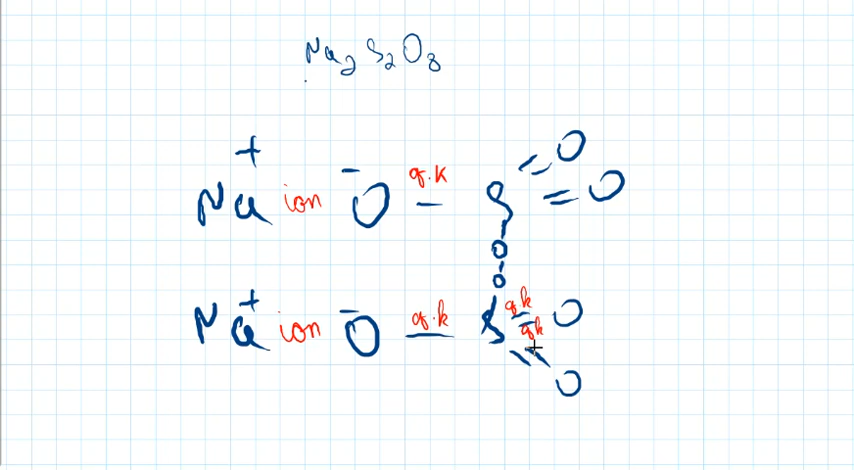 Na2S2O8
+
Na ion O⁻ q.k – S =O =O
O
O
Na⁺ ion O⁻ q.k – S q.k =O
q.k =O